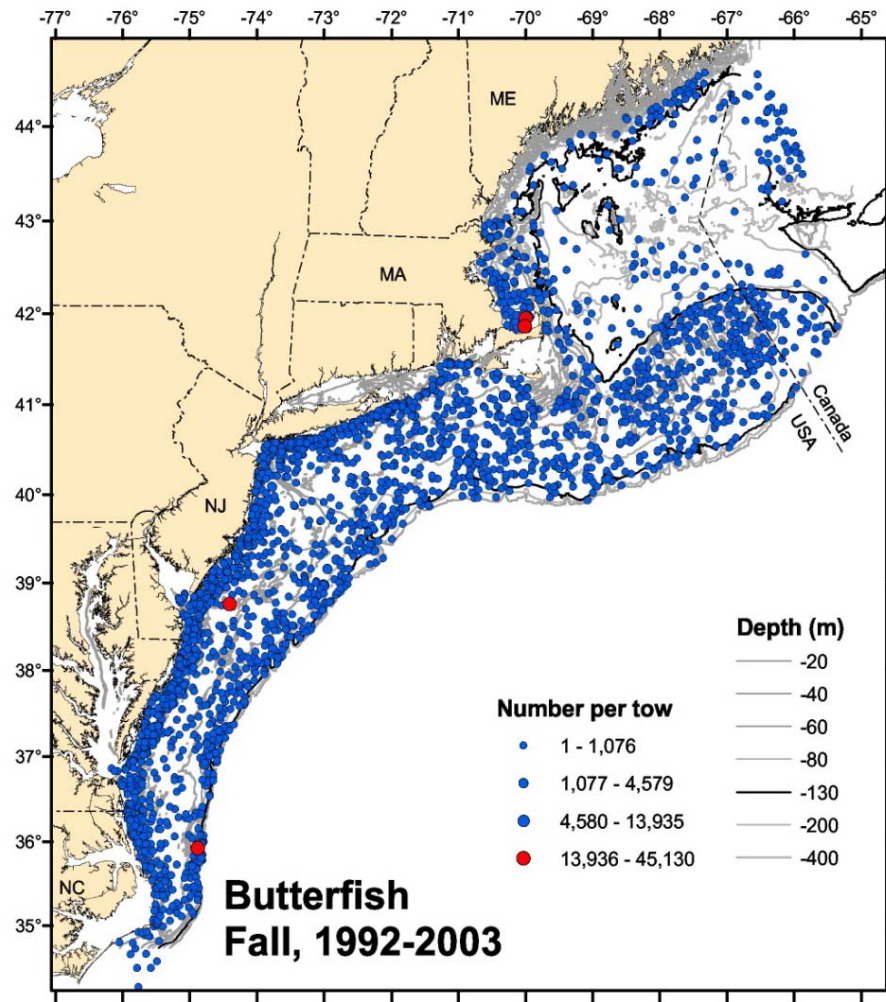 -77° -76° -75° -74° -73° -72° -71° -70° -69° -68° -67° -66° -65°
ME
44°
43°
MA
42°
41°
Canada
USA
40°
NJ
39°
Depth (m)
38°
-20
-40
Number per tow
-60
37°
1 - 1,076
-80
1,077 - 4,579
-130
36°
4,580 - 13,935
-200
13,936 - 45,130
-400
NC
Butterfish
35°
Fall, 1992-2003